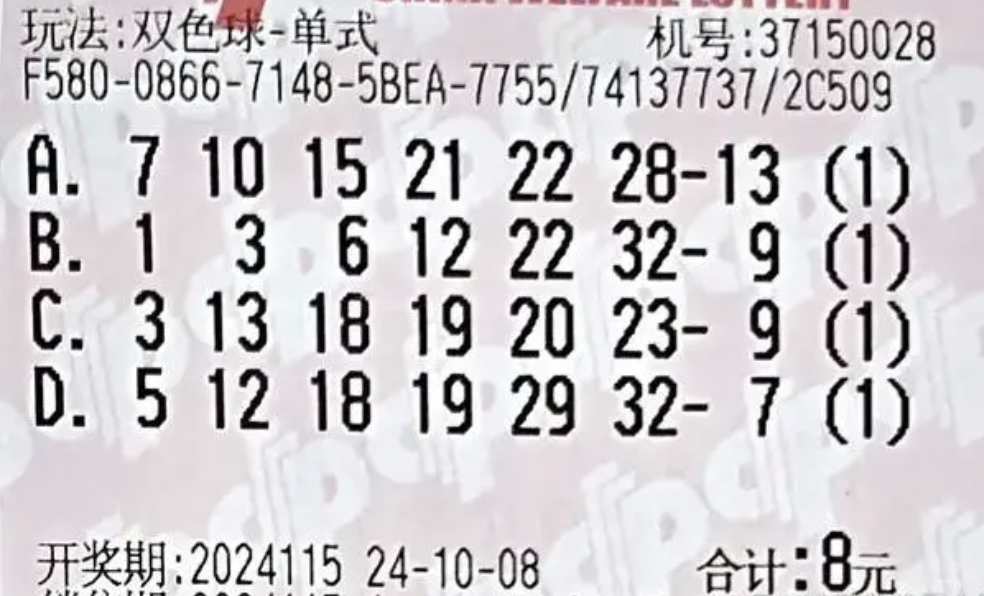 玩法:双色球-单式 机号:37150028
F580-0866-7148-5BEA-7755/74137737/2C509
A. 7 10 15 21 22 28-13 (1)
B. 1 3 6 12 22 32- 9 (1)
C. 3 13 18 19 20 23- 9 (1)
D. 5 12 18 19 29 32- 7 (1)
开奖期:2024115 24-10-08 合计:8元